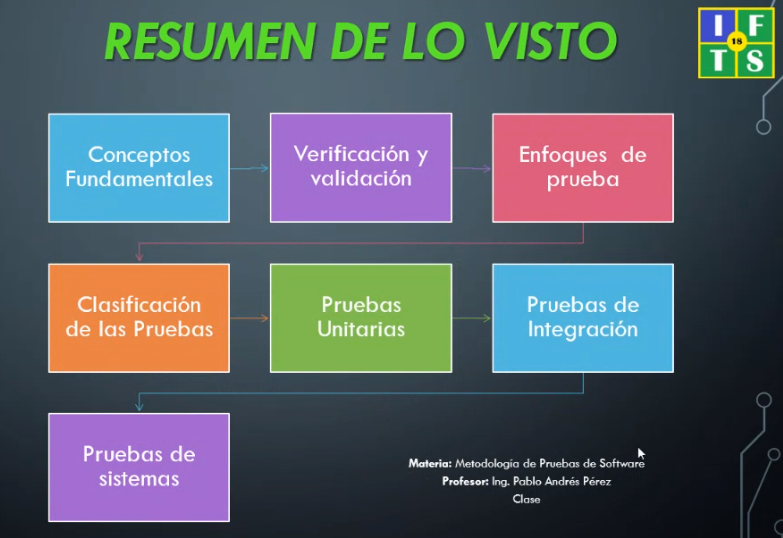 RESUMEN DE LO VISTO
I F
18
T S
Conceptos
Fundamentales
Verificación y
validación
Enfoques de
prueba
Clasificación
de las Pruebas
Pruebas
Unitarias
Pruebas de
Integración
Pruebas de
sistemas
Materia: Metodología de Pruebas de Software
Profesor: Ing. Pablo Andrés Pérez
Clase